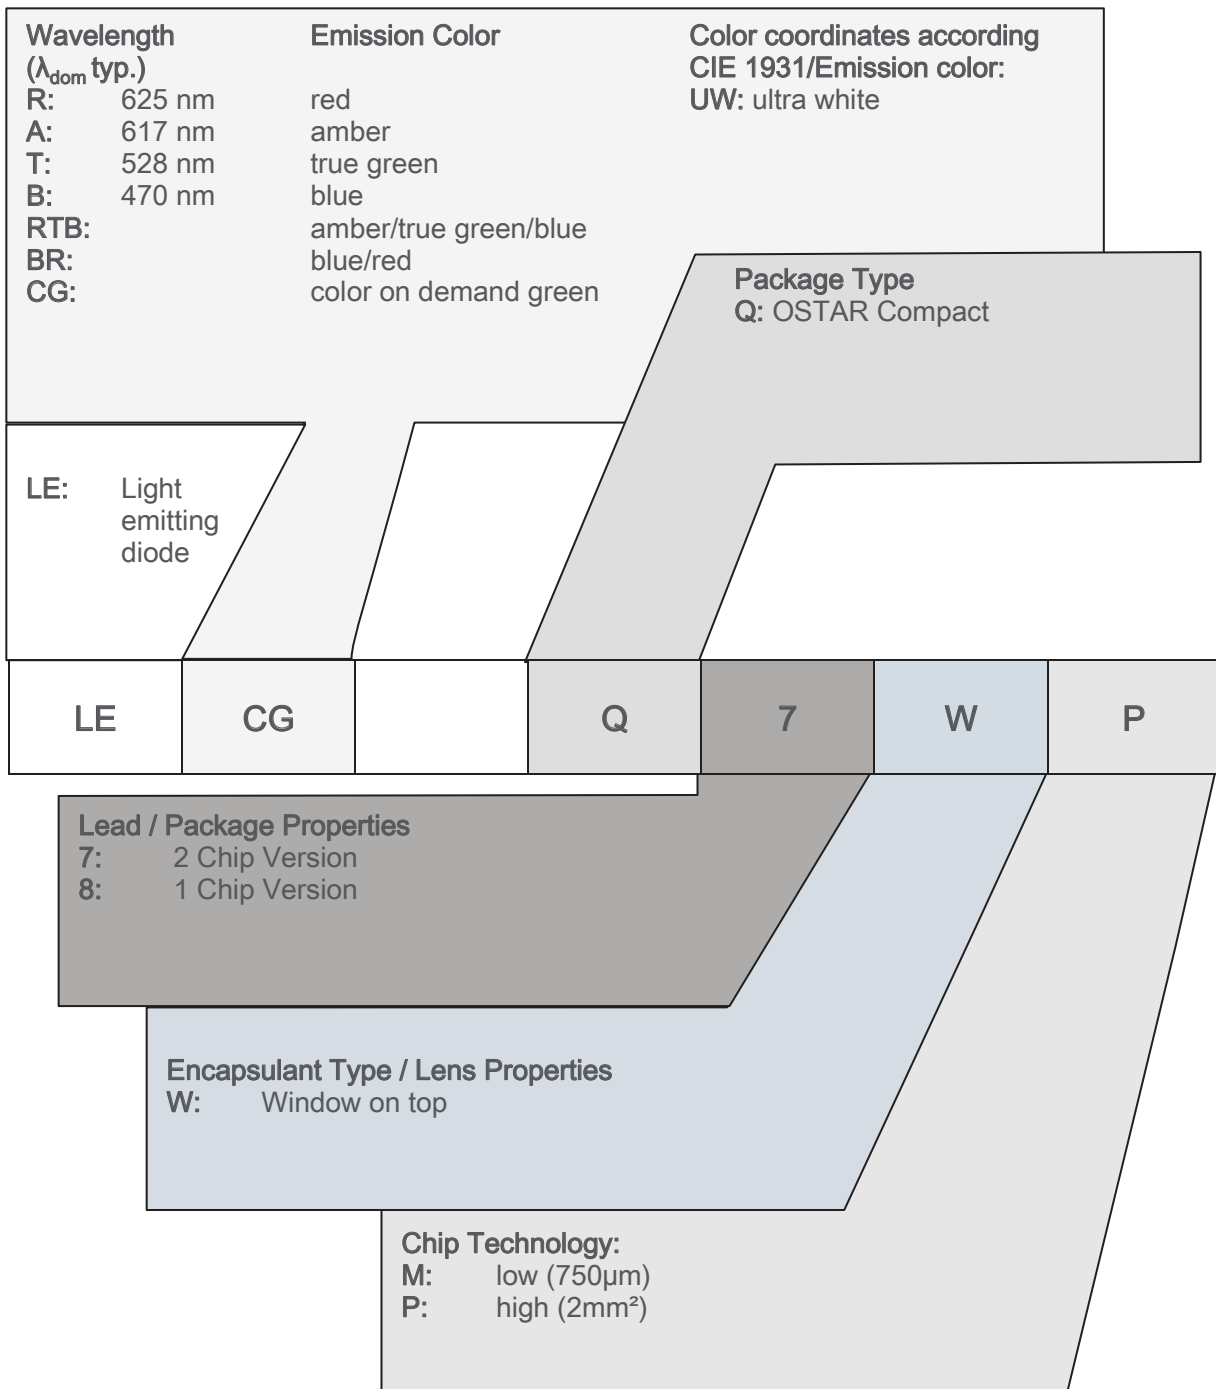 Wavelength Emission Color Color coordinates according
(λdom typ.) CIE 1931/Emission color:
R: 625 nm red UW: ultra white
A: 617 nm amber
T: 528 nm true green
B: 470 nm blue
RTB: amber/true green/blue
BR: blue/red
CG: color on demand green
Package Type
Q: OSTAR Compact
LE: Light
emitting
diode
LE CG Q 7 W P
Lead / Package Properties
7: 2 Chip Version
8: 1 Chip Version
Encapsulant Type / Lens Properties
W: Window on top
Chip Technology:
M: low (750µm)
P: high (2mm²)